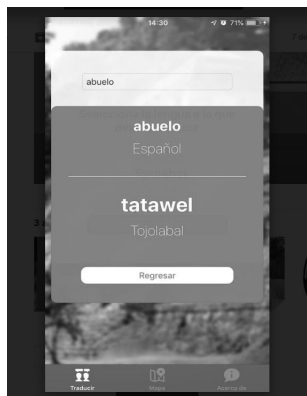 14:30
71%
abuelo
abuelo
Español
tatawel
Tojolabal
Regresar
Traducir
Mapa
Acerca de